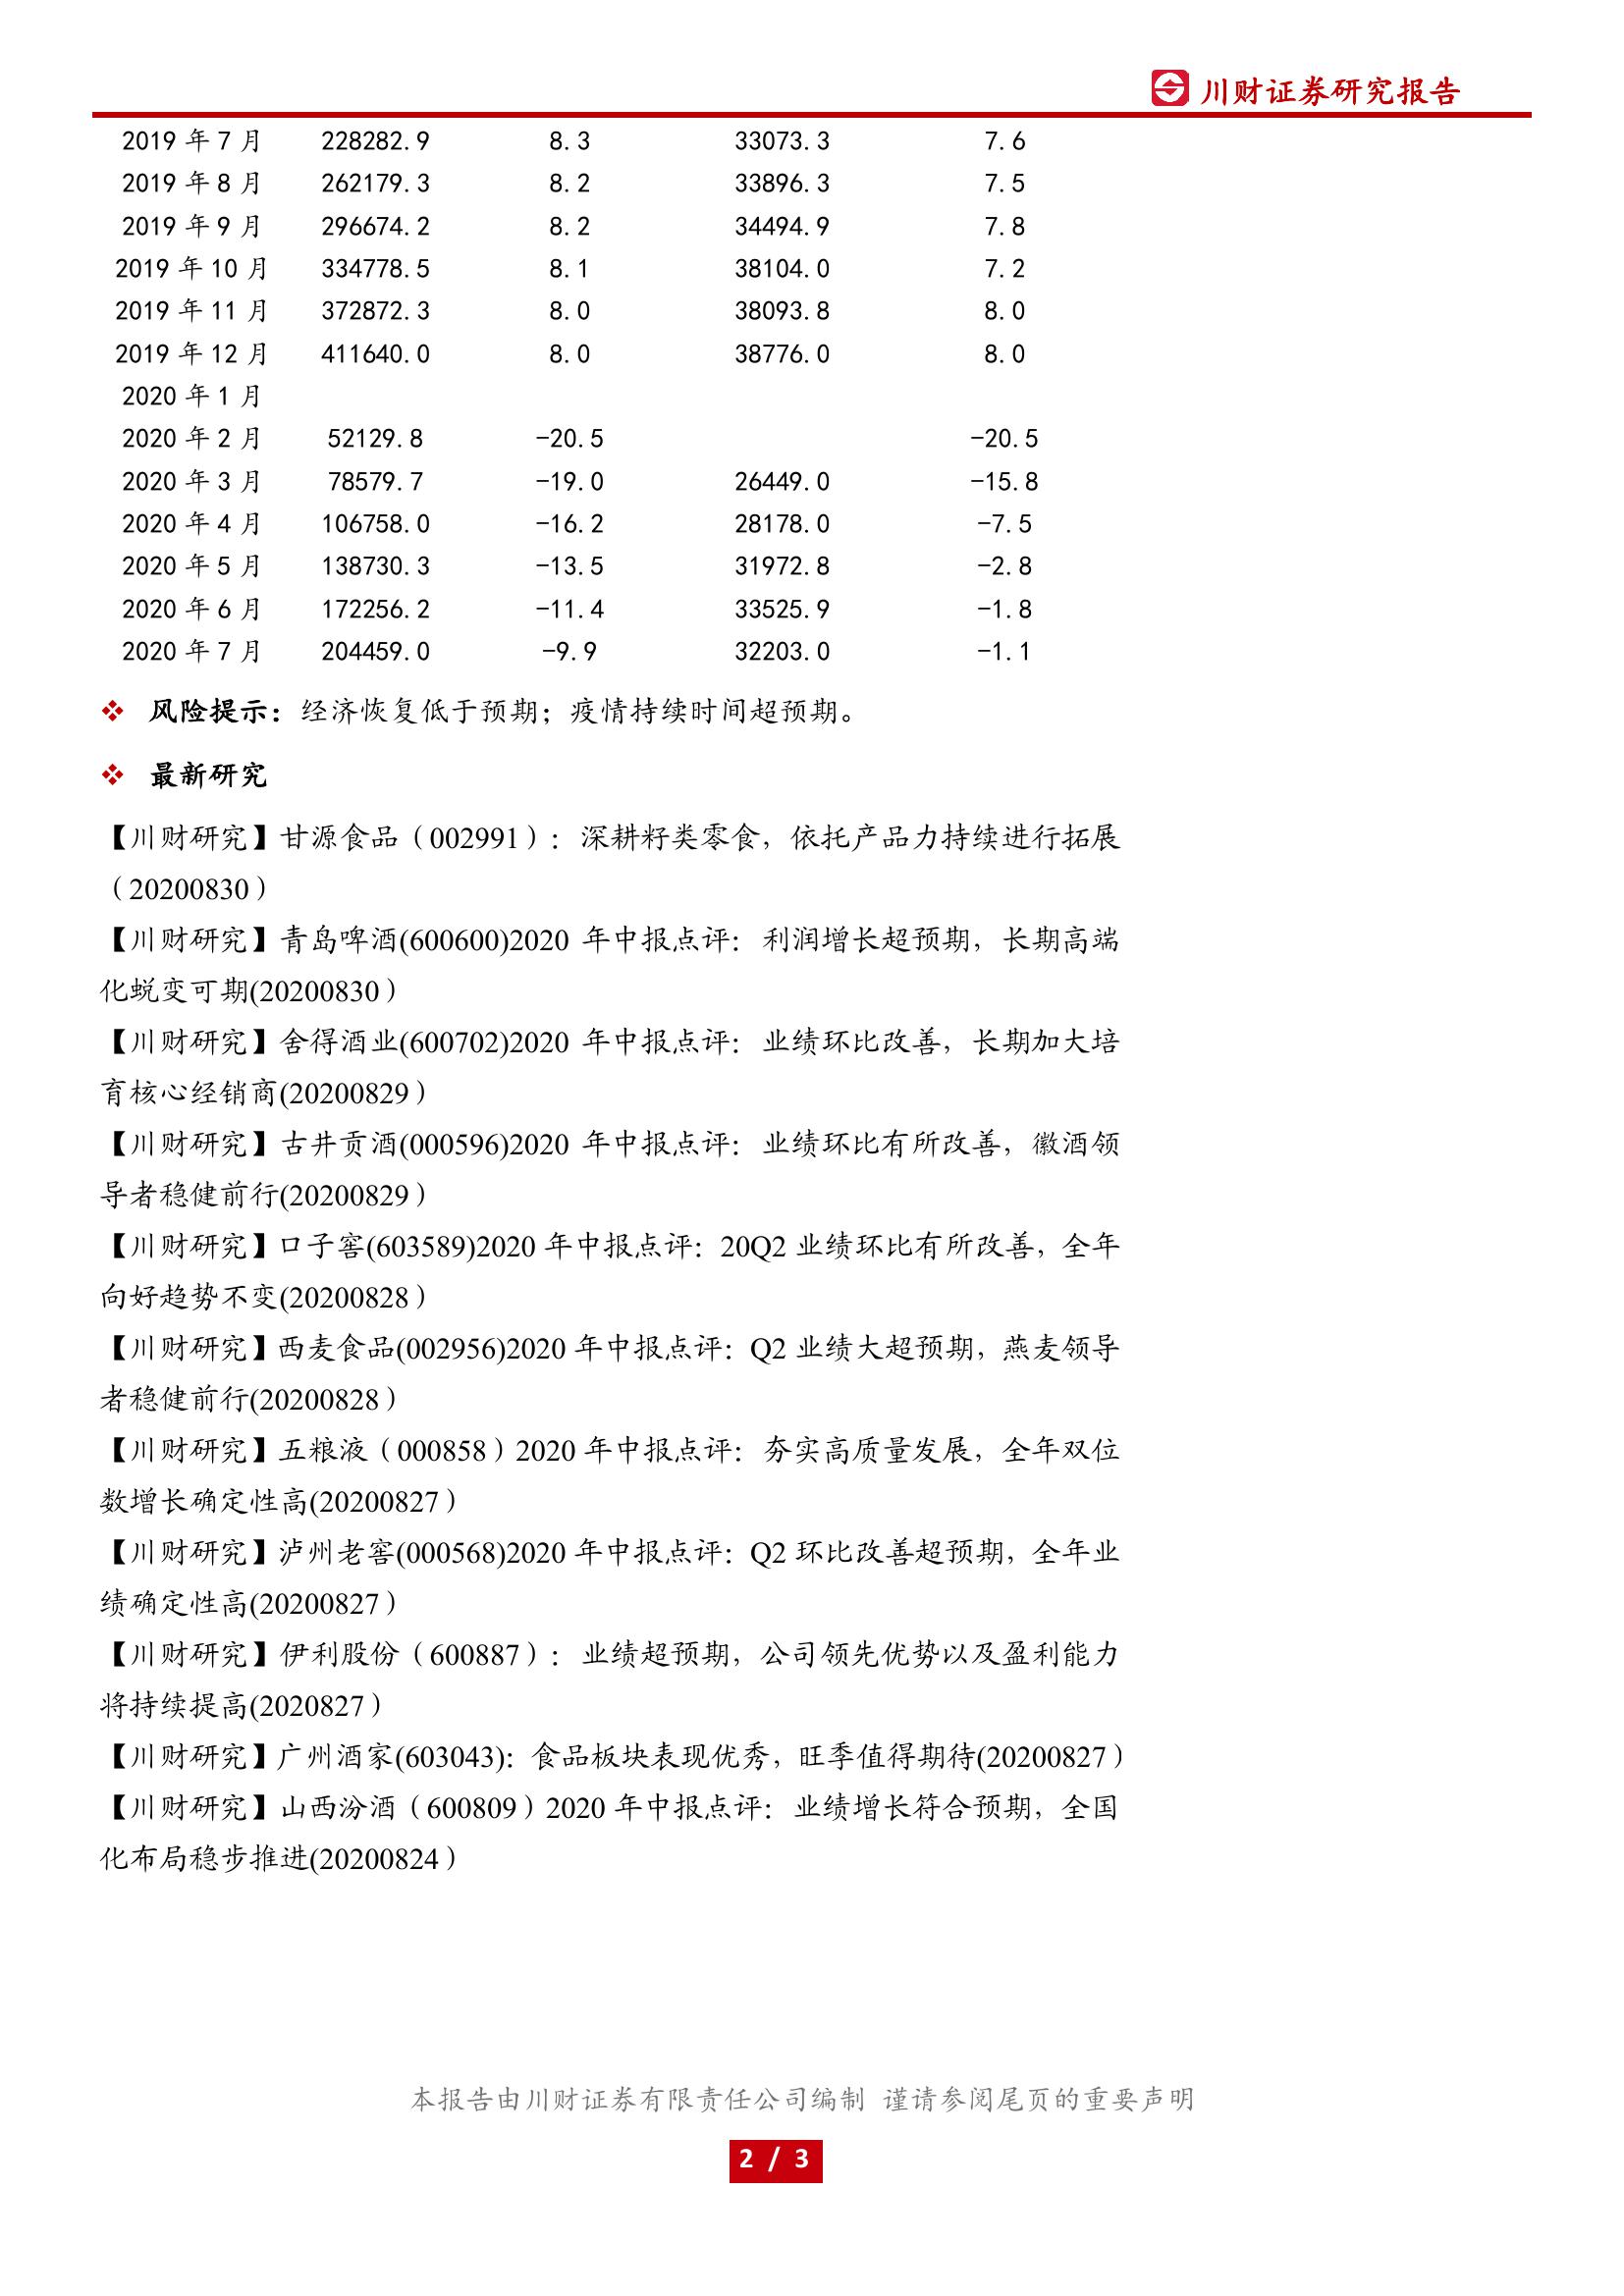 川财证券研究报告
2019 年 7 月 228282.9 8.3 33073.3 7.6
2019 年 8 月 262179.3 8.2 33896.3 7.5
2019 年 9 月 296674.2 8.2 34494.9 7.8
2019 年 10 月 334778.5 8.1 38104.0 7.2
2019 年 11 月 372872.3 8.0 38093.8 8.0
2019 年 12 月 411640.0 8.0 38776.0 8.0
2020 年 1 月
2020 年 2 月 52129.8 -20.5 -20.5
2020 年 3 月 78579.7 -19.0 26449.0 -15.8
2020 年 4 月 106758.0 -16.2 28178.0 -7.5
2020 年 5 月 138730.3 -13.5 31972.8 -2.8
2020 年 6 月 172256.2 -11.4 33525.9 -1.8
2020 年 7 月 204459.0 -9.9 32203.0 -1.1
❖ 风险提示：经济恢复低于预期；疫情持续时间超预期。
❖ 最新研究
【川财研究】甘源食品（002991）：深耕籽类零食，依托产品力持续进行拓展
（20200830）
【川财研究】青岛啤酒(600600)2020 年中报点评：利润增长超预期，长期高端
化蜕变可期(20200830）
【川财研究】舍得酒业(600702)2020 年中报点评：业绩环比改善，长期加大培
育核心经销商(20200829）
【川财研究】古井贡酒(000596)2020 年中报点评：业绩环比有所改善，徽酒领
导者稳健前行(20200829）
【川财研究】口子窖(603589)2020 年中报点评：20Q2 业绩环比有所改善，全年
向好趋势不变(20200828）
【川财研究】西麦食品(002956)2020 年中报点评：Q2 业绩大超预期，燕麦领导
者稳健前行(20200828）
【川财研究】五粮液（000858）2020 年中报点评：夯实高质量发展，全年双位
数增长确定性高(20200827）
【川财研究】泸州老窖(000568)2020 年中报点评：Q2 环比改善超预期，全年业
绩确定性高(20200827）
【川财研究】伊利股份（600887）：业绩超预期，公司领先优势以及盈利能力
将持续提高(2020827）
【川财研究】广州酒家(603043)：食品板块表现优秀，旺季值得期待(20200827）
【川财研究】山西汾酒（600809）2020 年中报点评：业绩增长符合预期，全国
化布局稳步推进(20200824）
本报告由川财证券有限责任公司编制 谨请参阅尾页的重要声明
2 / 3